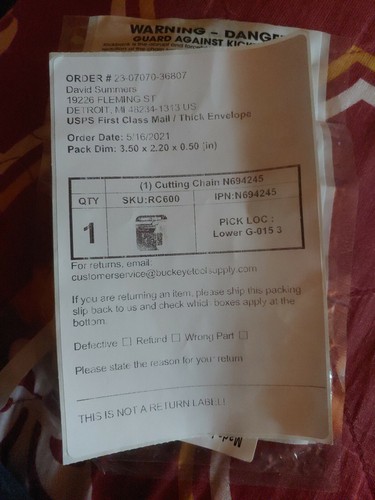 WARNING - DANGER
GUARD AGAINST KICK
ORDER # 23-07070-36807
David Summers
19226 FLEMING ST
DETROIT, MI 48234-1313 US
USPS First Class Mail / Thick Envelope
Order Date: 5/16/2021
Pack Dim: 3.50 x 2.20 x 0.50 (in)
(1) Cutting Chain N694245
QTY SKU:RC600 IPN:N694245
1 PICK LOC :
Lower G-015 3
For returns, email:
customerservice@buckeyetoolsupply.com
If you are returning an item, please ship this packing
slip back to us and check which boxes apply at the
bottom.
Defective ☐ Refund ☐ Wrong Part ☐
Please state the reason for your return
THIS IS NOT A RETURN LABEL!